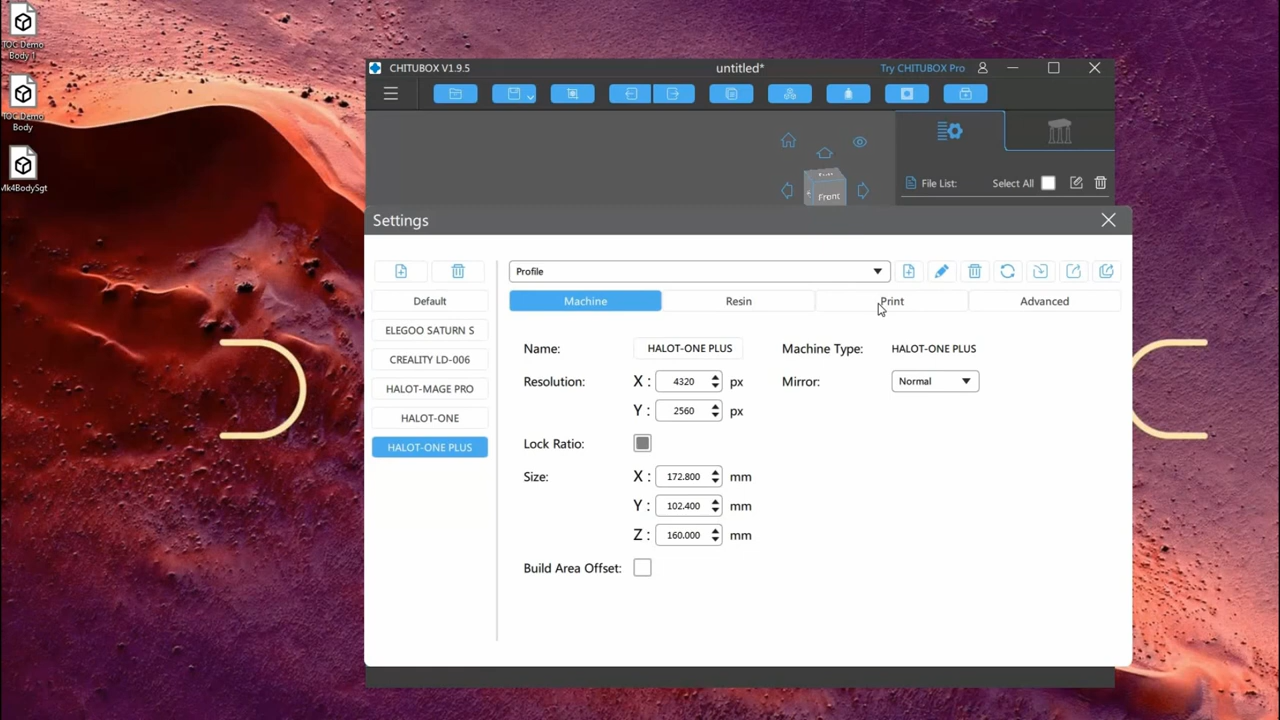 CHITUBOX V1.9.5
untitled*
Try CHITUBOX Pro
Demo
Body 1
Demo
Body
Mk4BodySgt
Front
File List:
Select All
Settings
Profile
Default
ELEGOO SATURN S
CREALITY LD-006
HALOT-MAGE PRO
HALOT-ONE
HALOT-ONE PLUS
Machine
Resin
Print
Advanced
Name:
HALOT-ONE PLUS
Machine Type:
HALOT-ONE PLUS
Resolution:
X : 4320 px
Mirror:
Normal
Y : 2560 px
Lock Ratio:
Size:
X : 172.800 mm
Y : 102.400 mm
Z : 160.000 mm
Build Area Offset: